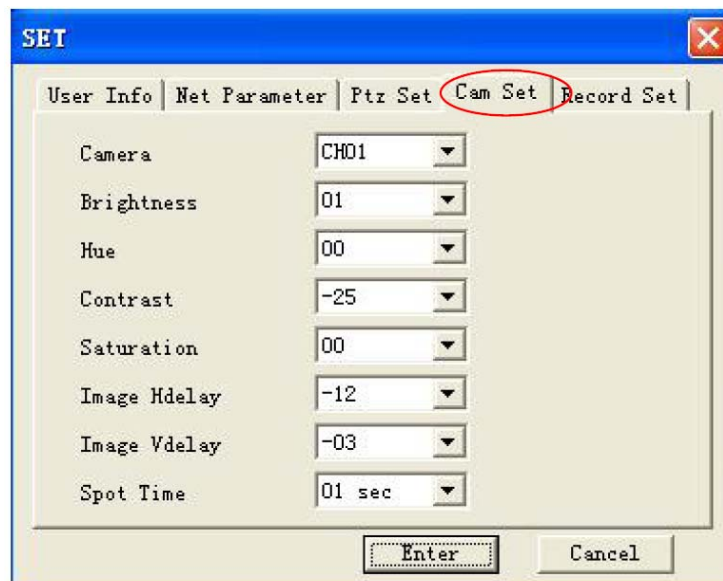 SET
User Info Net Parameter Ptz Set Cam Set Record Set
Camera CH01
Brightness 01
Hue 00
Contrast -25
Saturation 00
Image Hdelay -12
Image Vdelay -03
Spot Time 01 sec
Enter Cancel